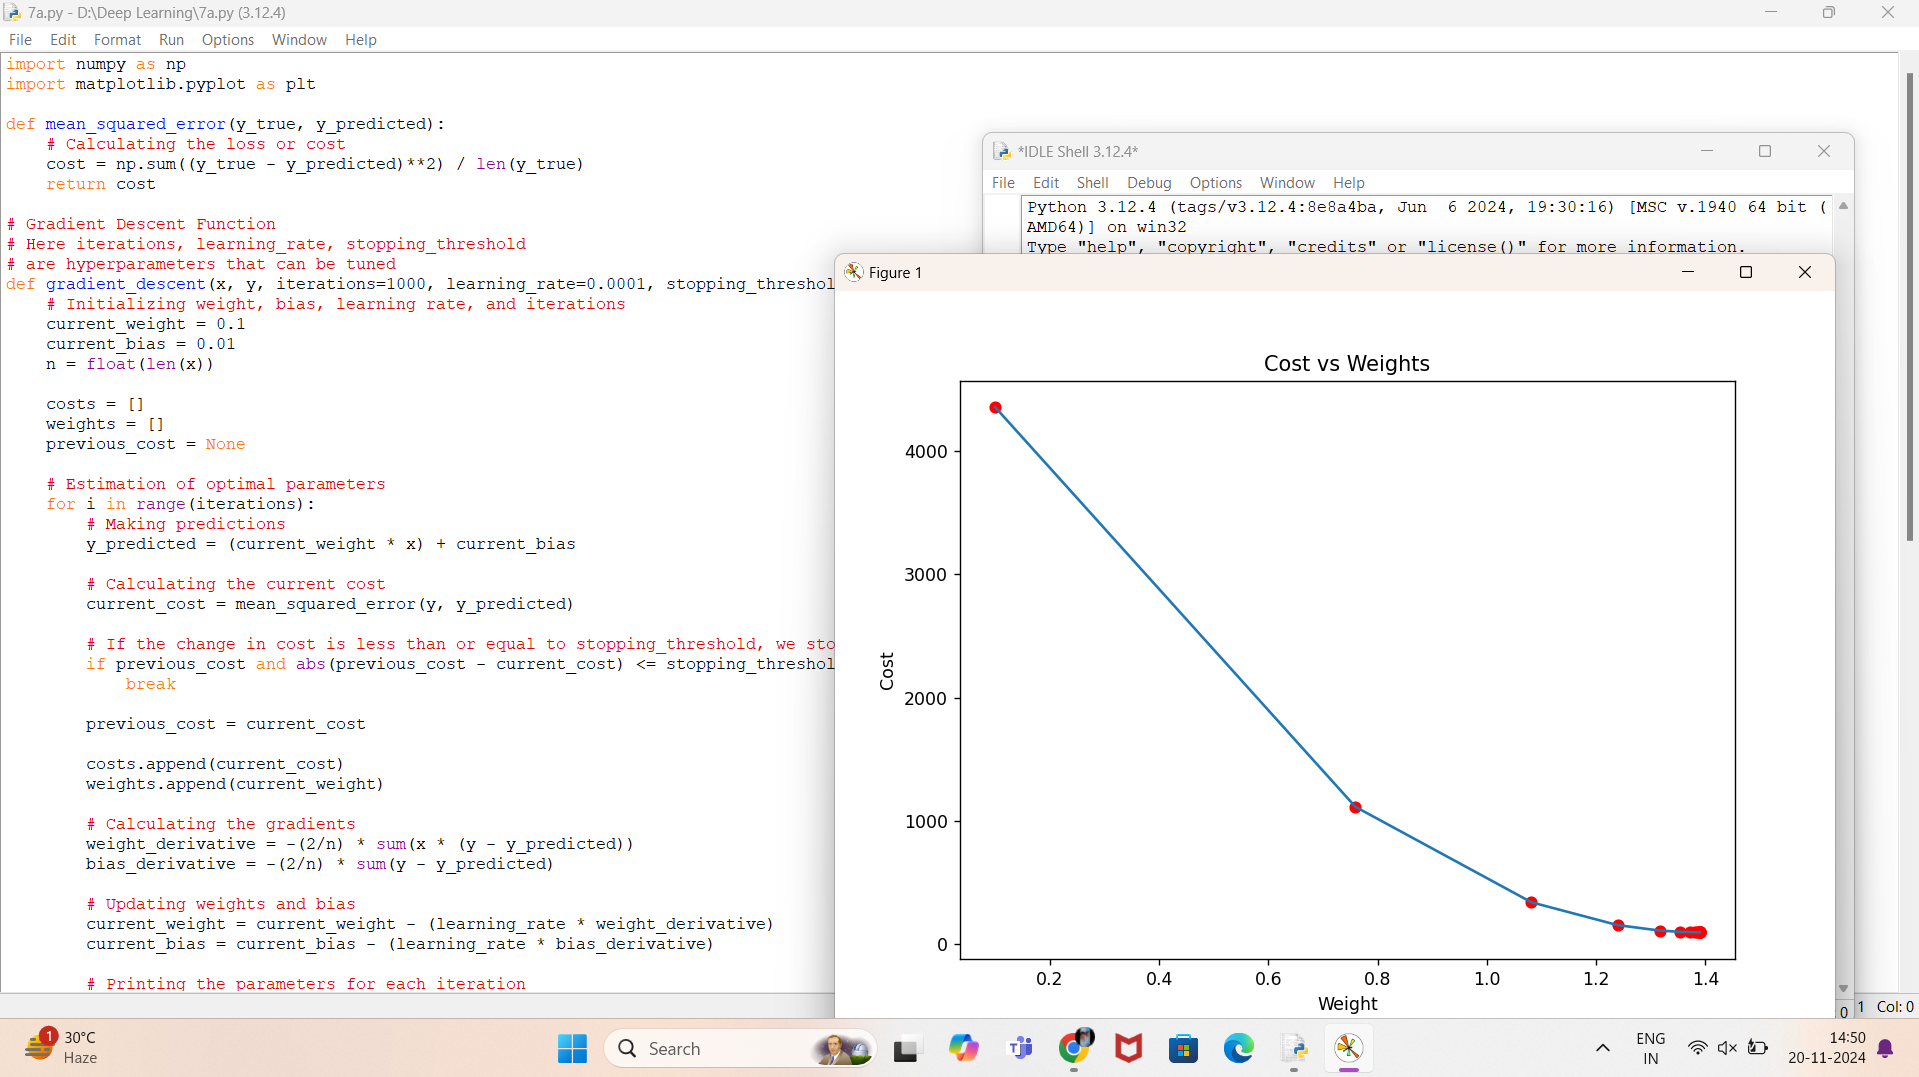 7a.py - D:\Deep Learning\7a.py (3.12.4)
File Edit Format Run Options Window Help
import numpy as np
import matplotlib.pyplot as plt
def mean_squared_error(y_true, y_predicted):
# Calculating the loss or cost
cost = np.sum((y_true - y_predicted)**2) / len(y_true)
return cost
# Gradient Descent Function
# Here iterations, learning_rate, stopping_threshold
# are hyperparameters that can be tuned
def gradient_descent(x, y, iterations=1000, learning_rate=0.0001, stopping_threshol
# Initializing weight, bias, learning rate, and iterations
current_weight = 0.1
current_bias = 0.01
n = float(len(x))
costs = []
weights = []
previous_cost = None
# Estimation of optimal parameters
for i in range(iterations):
# Making predictions
y_predicted = (current_weight * x) + current_bias
# Calculating the current cost
current_cost = mean_squared_error(y, y_predicted)
# If the change in cost is less than or equal to stopping_threshold, we sto
if previous_cost and abs(previous_cost - current_cost) <= stopping_threshol
break
previous_cost = current_cost
costs.append(current_cost)
weights.append(current_weight)
# Calculating the gradients
weight_derivative = -(2/n) * sum(x * (y - y_predicted))
bias_derivative = -(2/n) * sum(y - y_predicted)
# Updating weights and bias
current_weight = current_weight - (learning_rate * weight_derivative)
current_bias = current_bias - (learning_rate * bias_derivative)
# Printing the parameters for each iteration
*IDLE Shell 3.12.4*
File Edit Shell Debug Options Window Help
Python 3.12.4 (tags/v3.12.4:8e8a4ba, Jun  6 2024, 19:30:16) [MSC v.1940 64 bit (
AMD64)] on win32
Type "help", "copyright", "credits" or "license()" for more information.
Figure 1
Cost vs Weights
4000
3000
2000
1000
0
Cost
0.2 0.4 0.6 0.8 1.0 1.2 1.4
Weight
0
1 Col: 0
1
30°C
Haze
Search
ENG
IN
14:50
20-11-2024